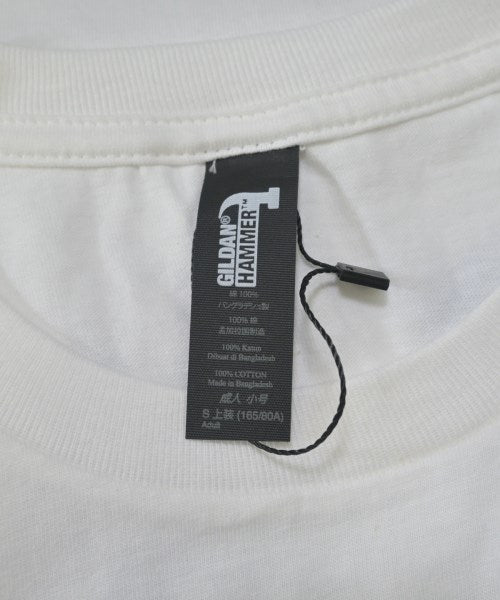 GILDAN®
HAMMER™
綿 100%
バングラデシュ製
100% 綿
孟加拉国制造
100% Katun
Dibuat di Bangladesh
100% COTTON
Made in Bangladesh
成人 小号
S 上装 (165/80A)
Adult